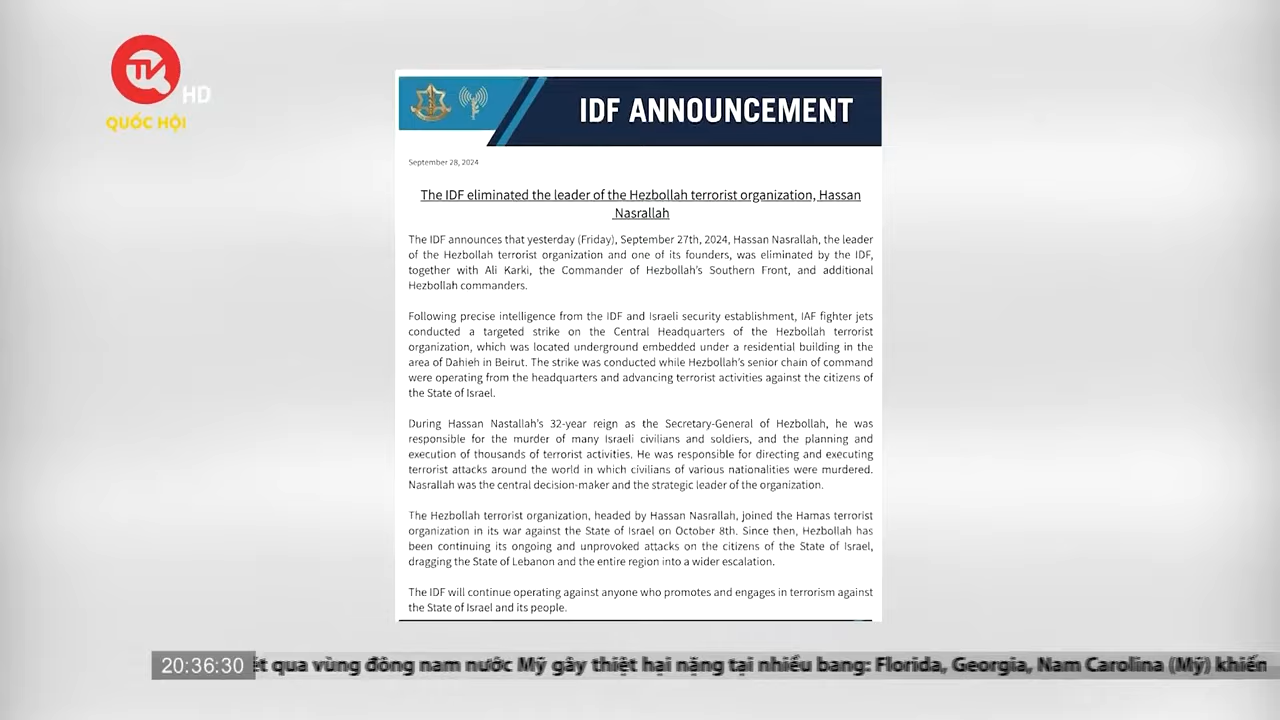 TV
HD
QUỐC HỘI
IDF ANNOUNCEMENT
September 28, 2024
The IDF eliminated the leader of the Hezbollah terrorist organization, Hassan
Nasrallah
The IDF announces that yesterday (Friday), September 27th, 2024, Hassan Nasrallah, the leader
of the Hezbollah terrorist organization and one of its founders, was eliminated by the IDF,
together with Ali Karki, the Commander of Hezbollah's Southern Front, and additional
Hezbollah commanders.
Following precise intelligence from the IDF and Israeli security establishment, IAF fighter jets
conducted a targeted strike on the Central Headquarters of the Hezbollah terrorist
organization, which was located underground embedded under a residential building in the
area of Dahieh in Beirut. The strike was conducted while Hezbollah's senior chain of command
were operating from the headquarters and advancing terrorist activities against the citizens of
the State of Israel.
During Hassan Nastallah's 32-year reign as the Secretary-General of Hezbollah, he was
responsible for the murder of many Israeli civilians and soldiers, and the planning and
execution of thousands of terrorist activities. He was responsible for directing and executing
terrorist attacks around the world in which civilians of various nationalities were murdered.
Nasrallah was the central decision-maker and the strategic leader of the organization.
The Hezbollah terrorist organization, headed by Hassan Nasrallah, joined the Hamas terrorist
organization in its war against the State of Israel on October 8th. Since then, Hezbollah has
been continuing its ongoing and unprovoked attacks on the citizens of the State of Israel,
dragging the State of Lebanon and the entire region into a wider escalation.
The IDF will continue operating against anyone who promotes and engages in terrorism against
the State of Israel and its people.
20:36:30 ét qua vùng đông nam nước Mỹ gây thiệt hại nặng tại nhiều bang: Florida, Georgia, Nam Carolina (Mỹ) khiến